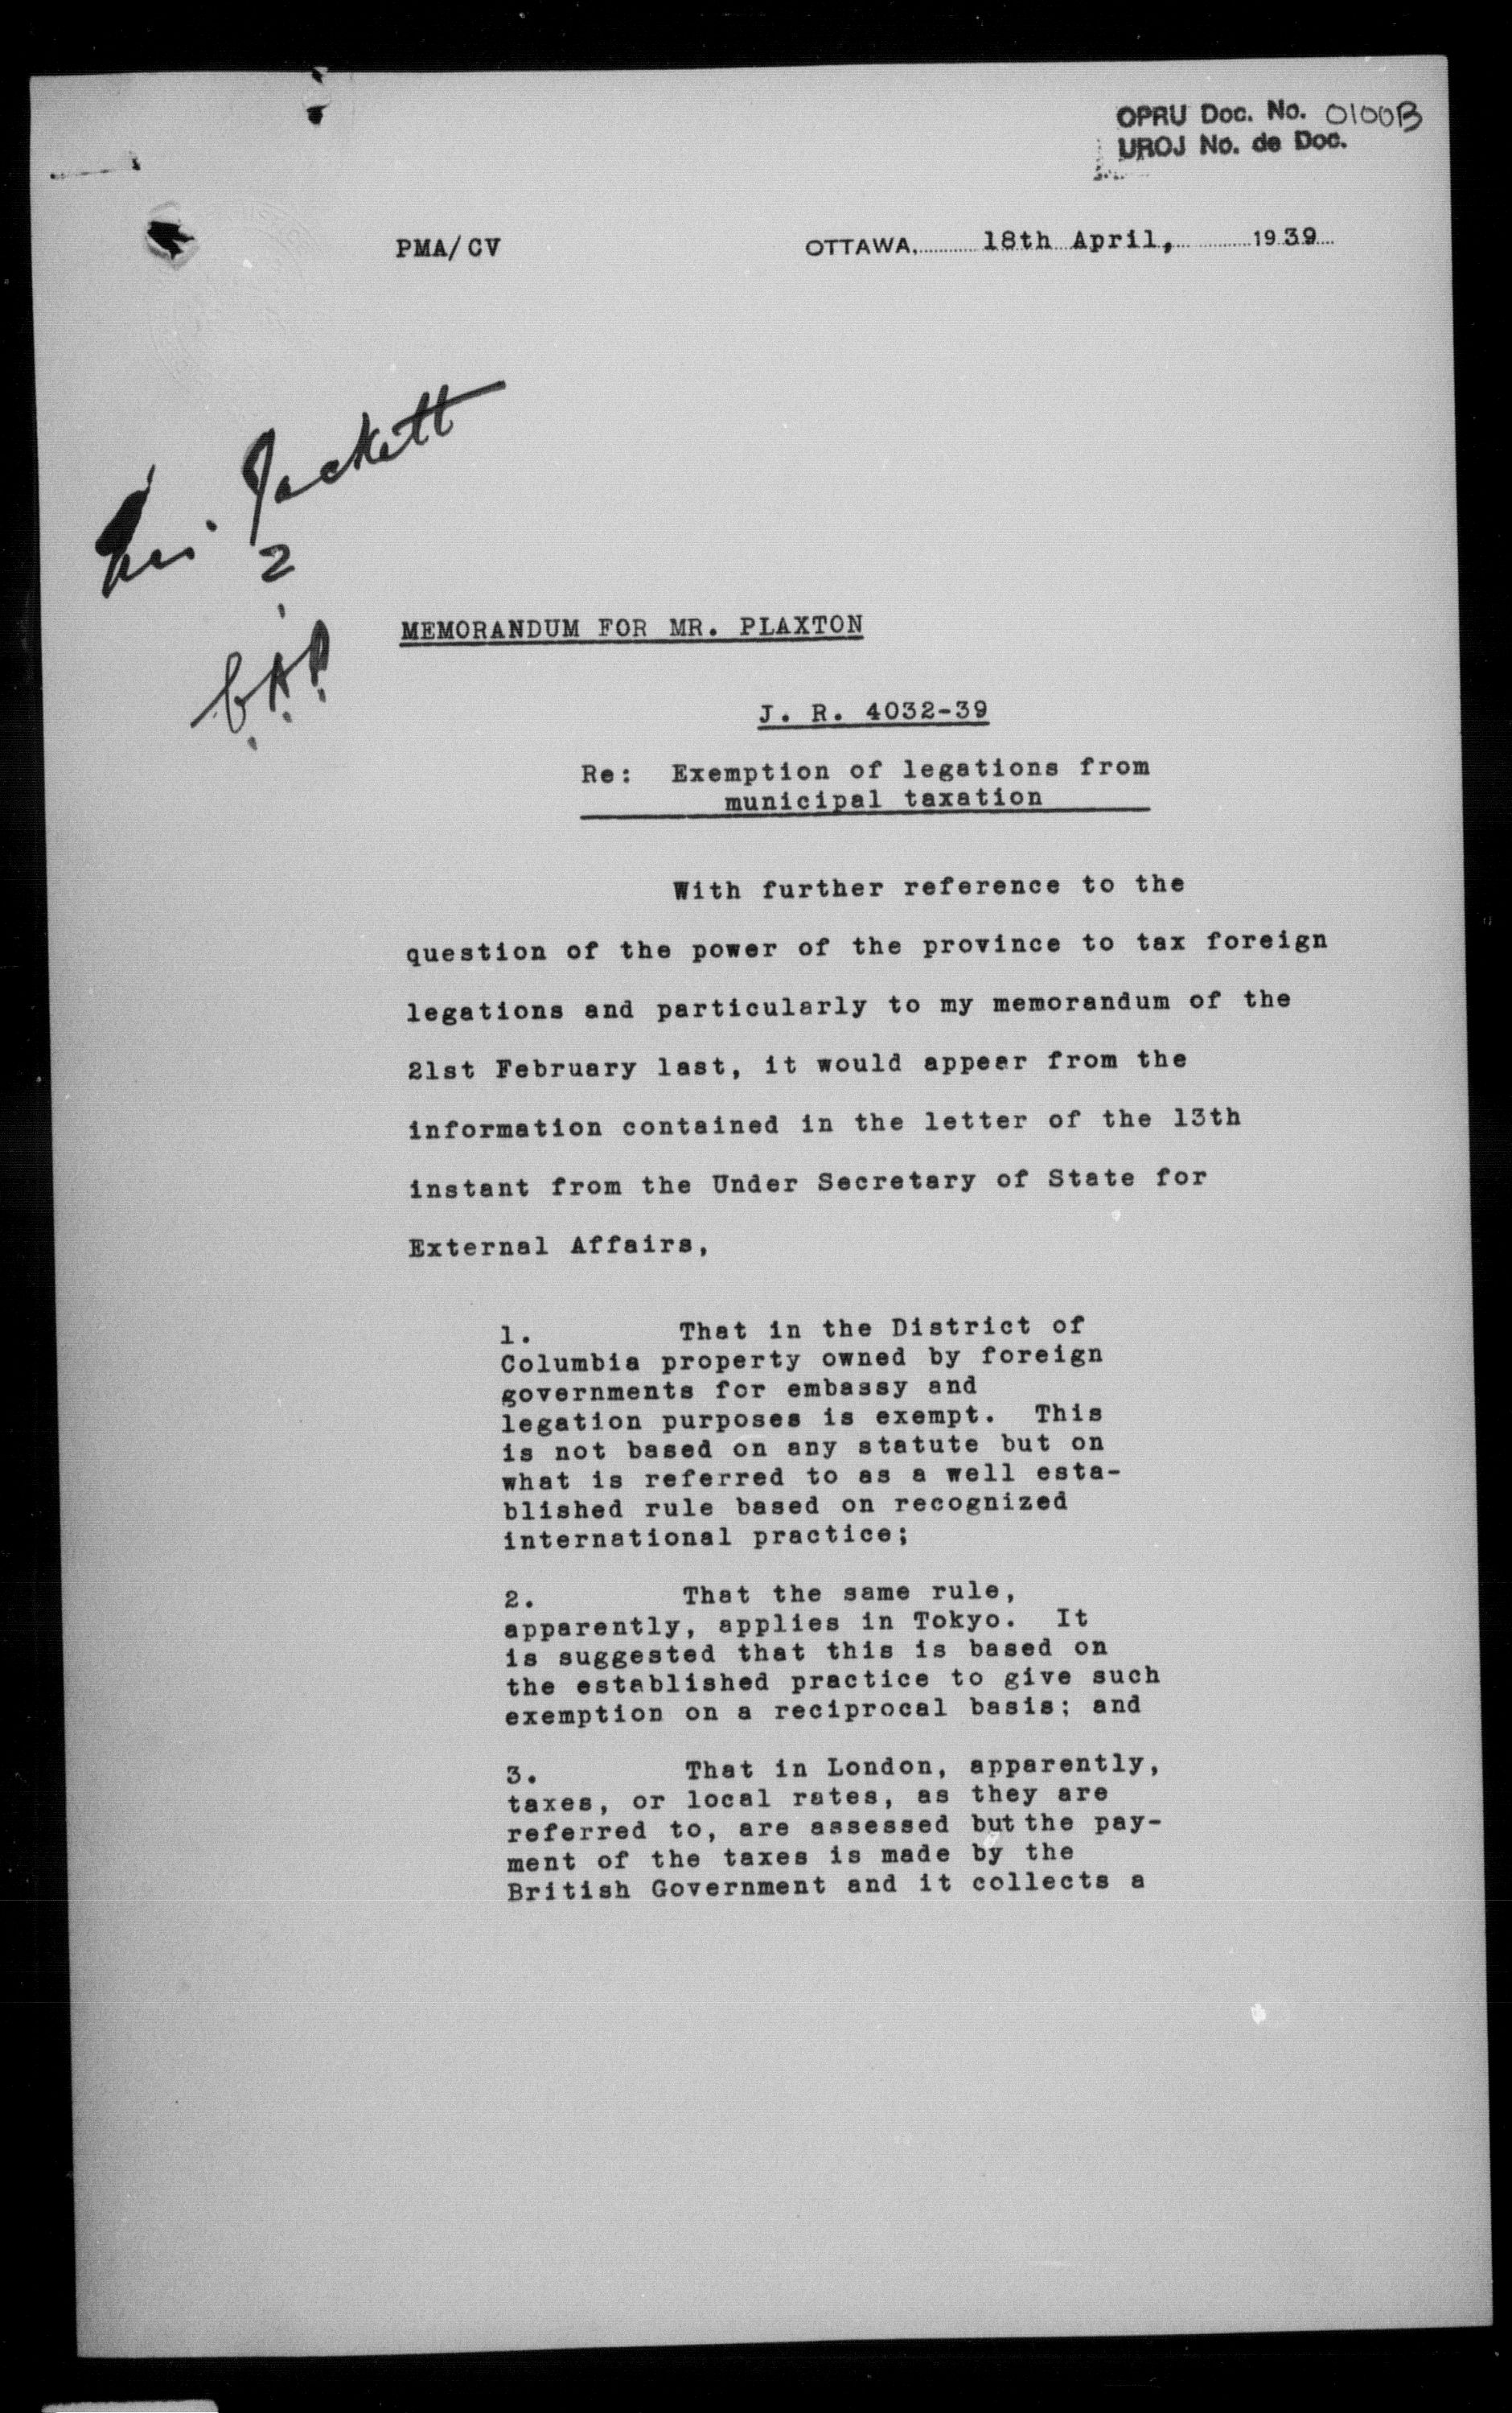 OPRU Doc. No. 0100B
UROJ No. de Doc.
PMA/CV
OTTAWA, 18th April, 1939
Mr. Jackett
2
C.A.P.
MEMORANDUM FOR MR. PLAXTON
J. R. 4032-39
Re: Exemption of legations from
municipal taxation
With further reference to the
question of the power of the province to tax foreign
legations and particularly to my memorandum of the
21st February last, it would appear from the
information contained in the letter of the 13th
instant from the Under Secretary of State for
External Affairs,
1. That in the District of
Columbia property owned by foreign
governments for embassy and
legation purposes is exempt. This
is not based on any statute but on
what is referred to as a well esta-
blished rule based on recognized
international practice;
2. That the same rule,
apparently, applies in Tokyo. It
is suggested that this is based on
the established practice to give such
exemption on a reciprocal basis; and
3. That in London, apparently,
taxes, or local rates, as they are
referred to, are assessed but the pay-
ment of the taxes is made by the
British Government and it collects a